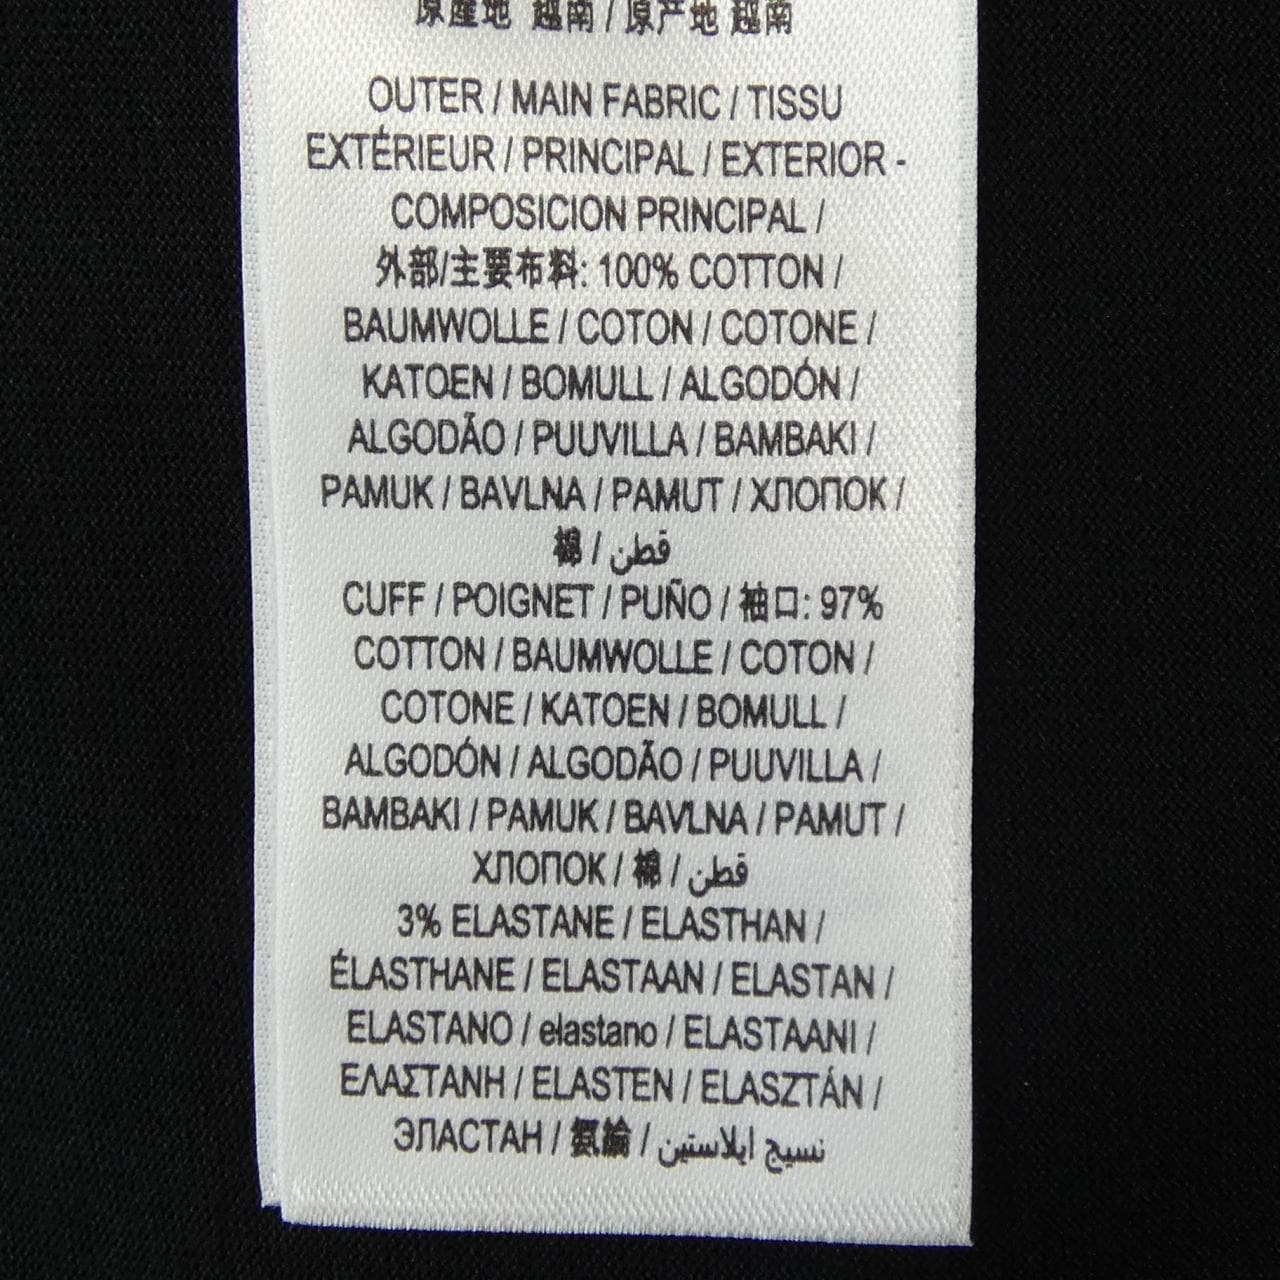 原產地 越南 / 原产地 越南
OUTER / MAIN FABRIC / TISSU
EXTÉRIEUR / PRINCIPAL / EXTERIOR -
COMPOSICION PRINCIPAL /
外部/主要布料: 100% COTTON /
BAUMWOLLE / COTON / COTONE /
KATOEN / BOMULL / ALGODÓN /
ALGODÃO / PUUVILLA / BAMBAKI /
PAMUK / BAVLNA / PAMUT / ХЛОПОК /
棉 / قطن
CUFF / POIGNET / PUÑO / 袖口: 97%
COTTON / BAUMWOLLE / COTON /
COTONE / KATOEN / BOMULL /
ALGODÓN / ALGODÃO / PUUVILLA /
BAMBAKI / PAMUK / BAVLNA / PAMUT /
ХЛОПОК / 棉 / قطن
3% ELASTANE / ELASTHAN /
ÉLASTHANE / ELASTAAN / ELASTAN /
ELASTANO / elastano / ELASTAANI /
ΕΛΑΣΤΑΝΗ / ELASTEN / ELASZTÁN /
ЭЛАСТАН / 氨綸 / نسيج ايلاستين